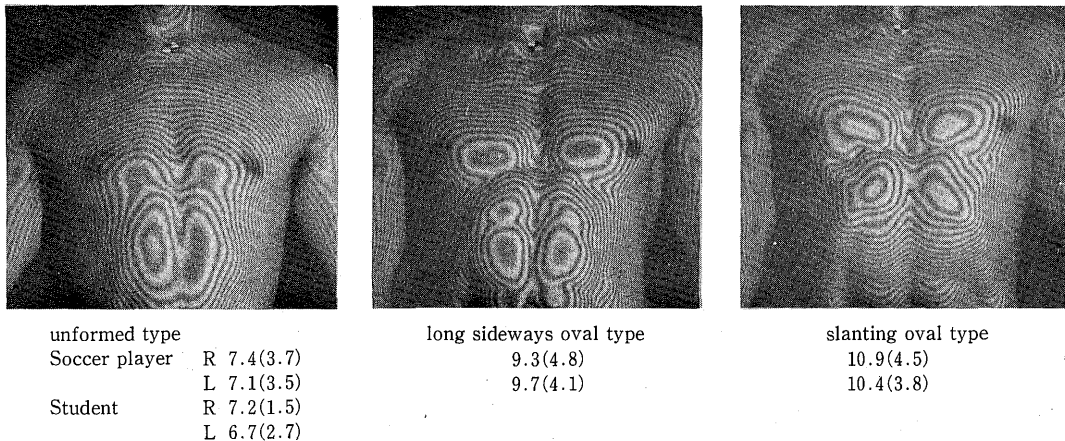 unformed type long sideways oval type slanting oval type
Soccer player R 7.4(3.7) 9.3(4.8) 10.9(4.5)
L 7.1(3.5) 9.7(4.1) 10.4(3.8)
Student R 7.2(1.5)
L 6.7(2.7)